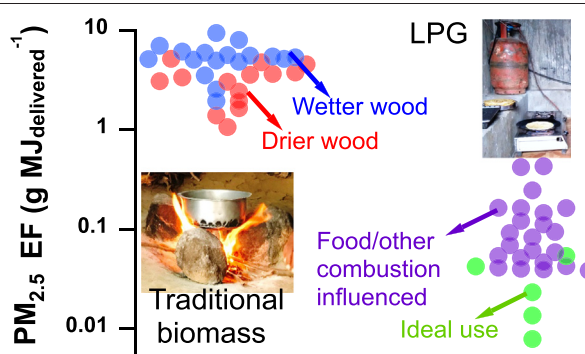 PM2.5 EF (g MJdelivered-1)
10
1
0.1
0.01
LPG
Wetter wood
Drier wood
Traditional
biomass
Food/other
combustion
influenced
Ideal use